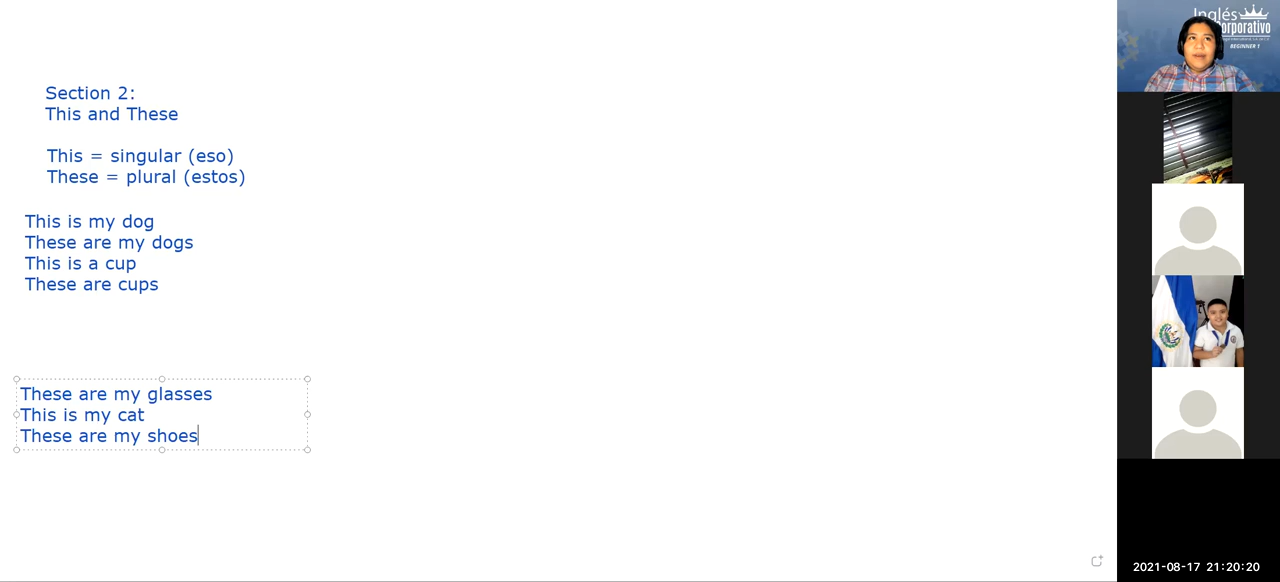 Section 2:
This and These
This = singular (eso)
These = plural (estos)
This is my dog
These are my dogs
This is a cup
These are cups
These are my glasses
This is my cat
These are my shoes
Inglés
BEGINNER 1
2021-08-17 21:20:20